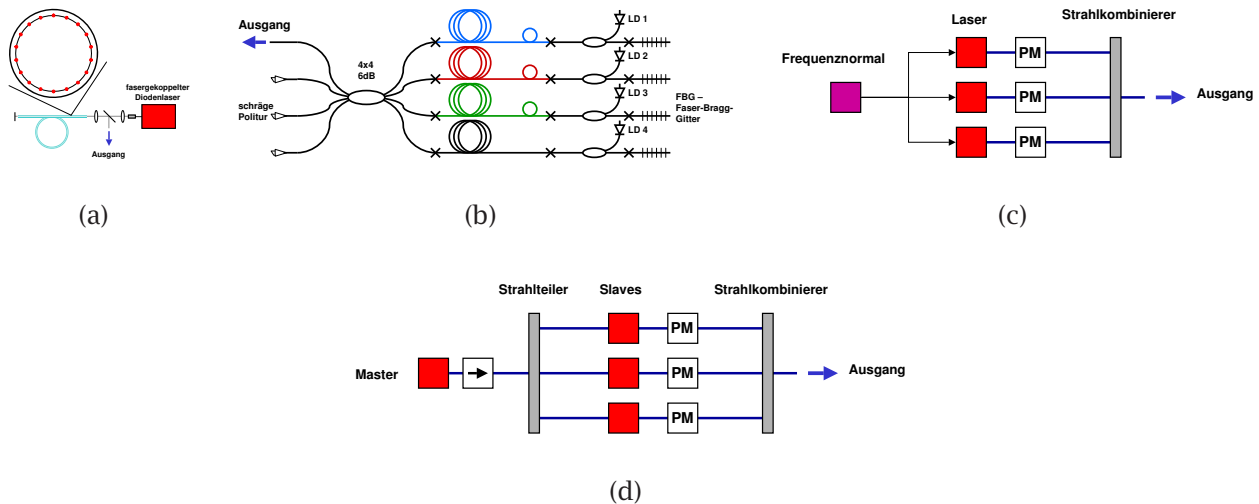 fasergekoppelter
Diodenlaser
Ausgang
(a)
Ausgang
4x4
6dB
schräge
Politur
LD 1
LD 2
LD 3
LD 4
FBG –
Faser-Bragg-
Gitter
(b)
Laser
Strahlkombinierer
Frequenznormal
PM
PM
PM
Ausgang
(c)
Strahlteiler
Slaves
Strahlkombinierer
PM
Master
PM
Ausgang
PM
(d)